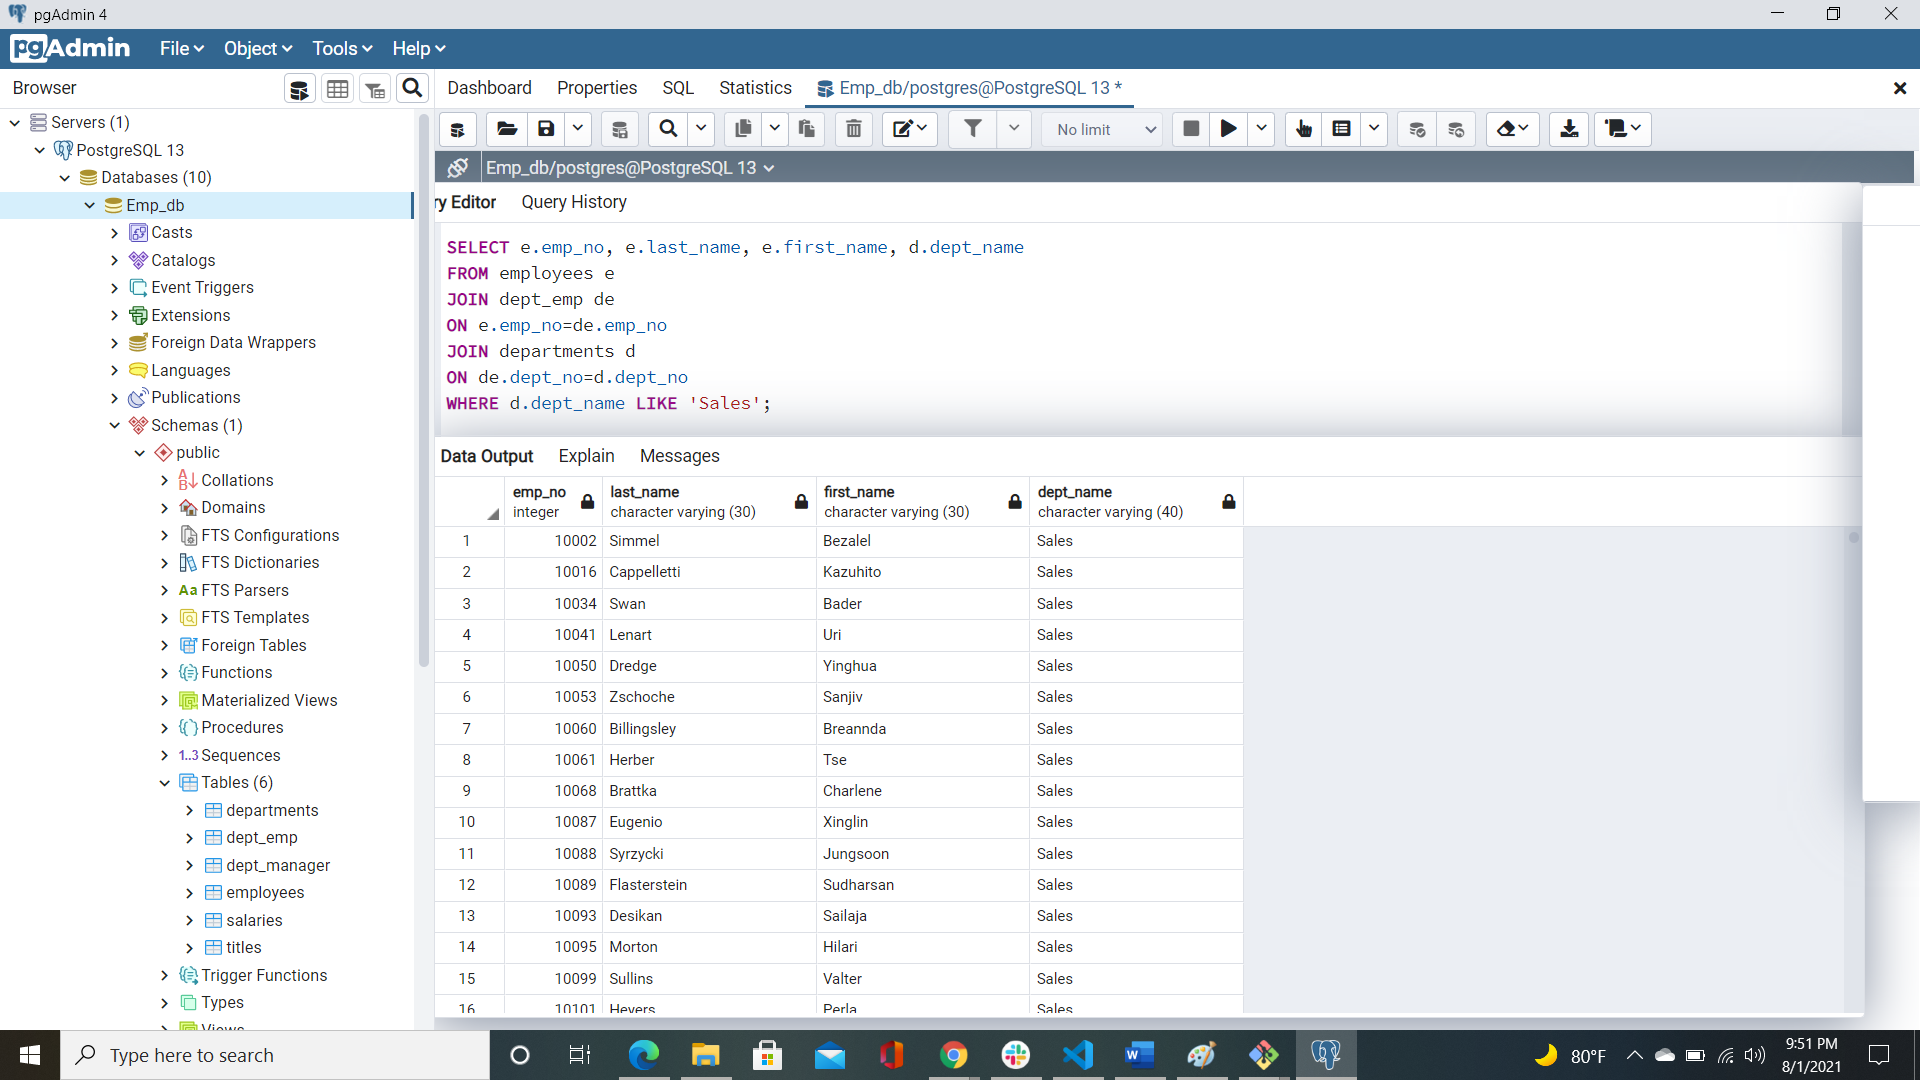 pgAdmin 4
pgAdmin File Object Tools Help
Browser
Dashboard Properties SQL Statistics Emp_db/postgres@PostgreSQL 13 *
No limit
Emp_db/postgres@PostgreSQL 13
Servers (1)
PostgreSQL 13
Databases (10)
Emp_db
Casts
Catalogs
Event Triggers
Extensions
Foreign Data Wrappers
Languages
Publications
Schemas (1)
public
Collations
Domains
FTS Configurations
FTS Dictionaries
Aa FTS Parsers
FTS Templates
Foreign Tables
Functions
Materialized Views
Procedures
1..3 Sequences
Tables (6)
departments
dept_emp
dept_manager
employees
salaries
titles
Trigger Functions
Types
Views
ry Editor Query History
SELECT e.emp_no, e.last_name, e.first_name, d.dept_name
FROM employees e
JOIN dept_emp de
ON e.emp_no=de.emp_no
JOIN departments d
ON de.dept_no=d.dept_no
WHERE d.dept_name LIKE 'Sales';
Data Output Explain Messages
emp_no last_name first_name dept_name
integer character varying (30) character varying (30) character varying (40)
1 10002 Simmel Bezalel Sales
2 10016 Cappelletti Kazuhito Sales
3 10034 Swan Bader Sales
4 10041 Lenart Uri Sales
5 10050 Dredge Yinghua Sales
6 10053 Zschoche Sanjiv Sales
7 10060 Billingsley Breannda Sales
8 10061 Herber Tse Sales
9 10068 Brattka Charlene Sales
10 10087 Eugenio Xinglin Sales
11 10088 Syrzycki Jungsoon Sales
12 10089 Flasterstein Sudharsan Sales
13 10093 Desikan Sailaja Sales
14 10095 Morton Hilari Sales
15 10099 Sullins Valter Sales
16 10101 Heyers Perla Sales
Type here to search
80°F
9:51 PM
8/1/2021